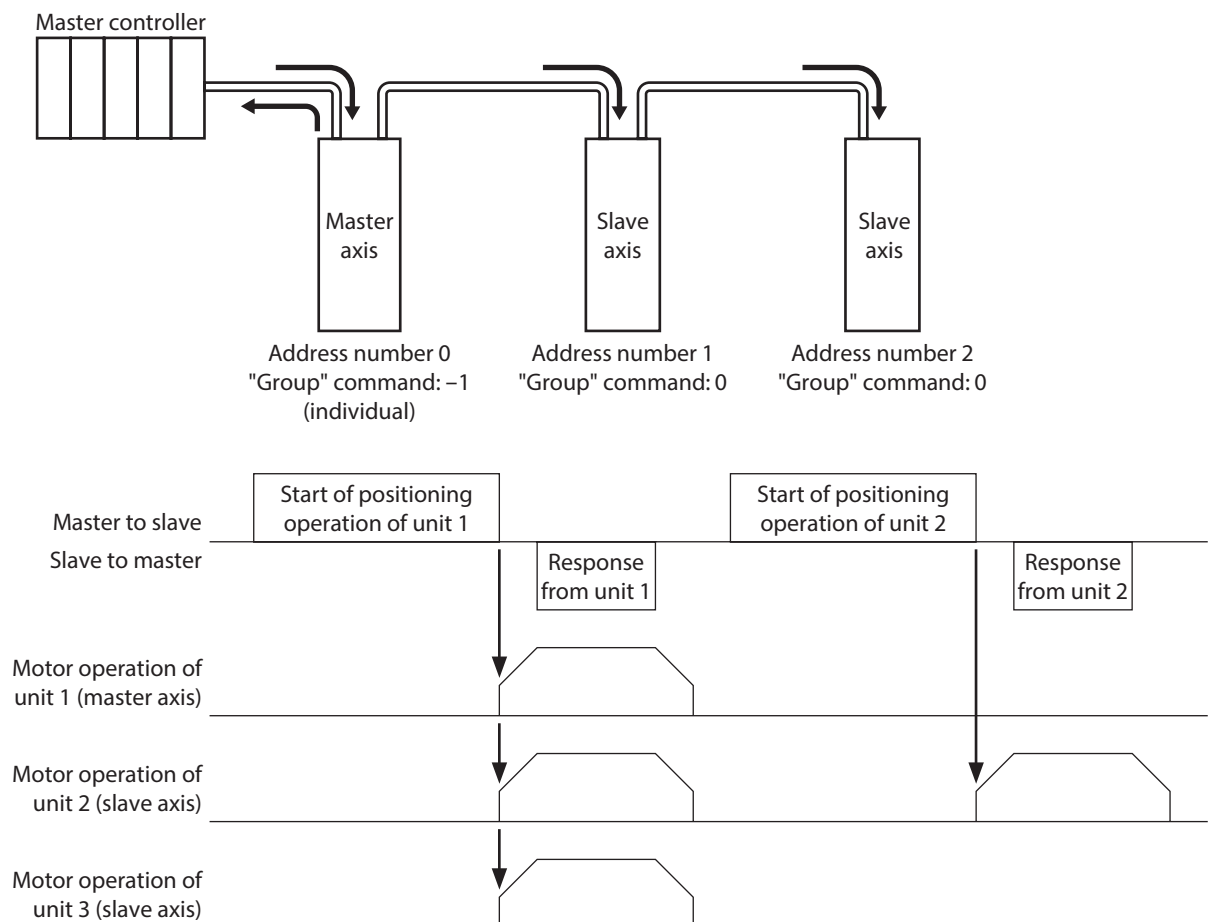 Master controller
Master
axis
Slave
axis
Slave
axis
Address number 0
"Group" command: –1
(individual)
Address number 1
"Group" command: 0
Address number 2
"Group" command: 0
Master to slave
Slave to master
Start of positioning
operation of unit 1
Response
from unit 1
Start of positioning
operation of unit 2
Response
from unit 2
Motor operation of
unit 1 (master axis)
Motor operation of
unit 2 (slave axis)
Motor operation of
unit 3 (slave axis)